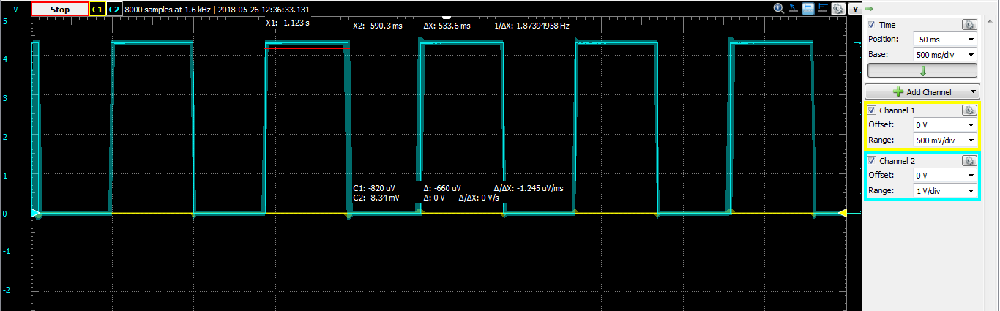 V Stop C1 C2 8000 samples at 1.6 kHz | 2018-05-26 12:36:33.131 Y
X1: -1.123 s X2: -590.3 ms ΔX: 533.6 ms 1/ΔX: 1.87394958 Hz
5
4
3
2
1
0
-1
-2
C1: -820 uV Δ: -660 uV Δ/ΔX: -1.245 uV/ms
C2: -8.34 mV Δ: 0 V Δ/ΔX: 0 V/s
Time
Position: -50 ms
Base: 500 ms/div
Add Channel
Channel 1
Offset: 0 V
Range: 500 mV/div
Channel 2
Offset: 0 V
Range: 1 V/div